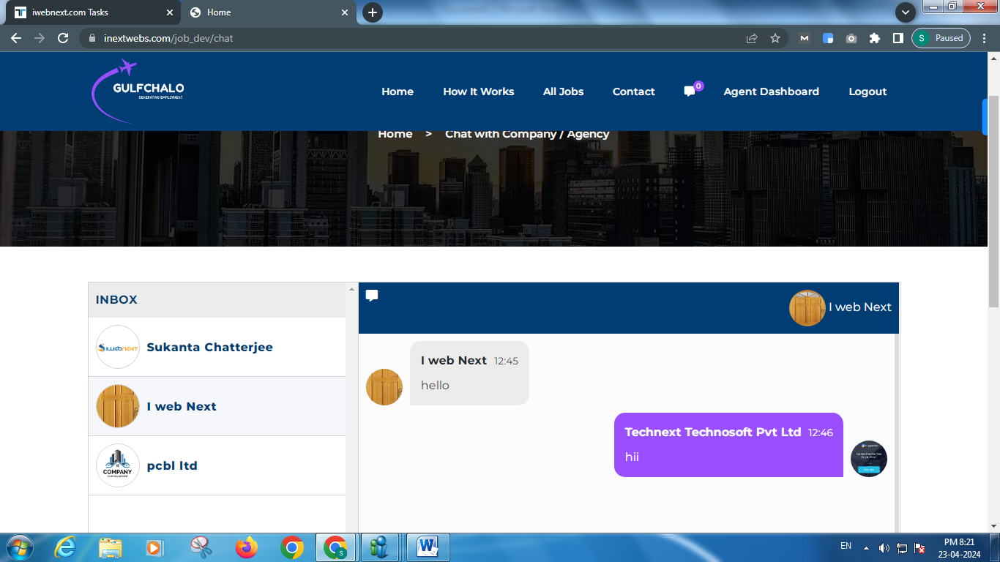 iwebnext.com Tasks
Home
inextwebs.com/job_dev/chat
M
S
Paused
GULFCHALO
GENERATING EMPLOYMENT
Home
How It Works
All Jobs
Contact
0
Agent Dashboard
Logout
Home > Chat with Company / Agency
INBOX
I web Next
IWEBNEXT
Sukanta Chatterjee
I web Next 12:45
hello
I web Next
Technext Technosoft Pvt Ltd 12:46
hii
COMPANY
pcbl ltd
EN
PM 8:21
23-04-2024